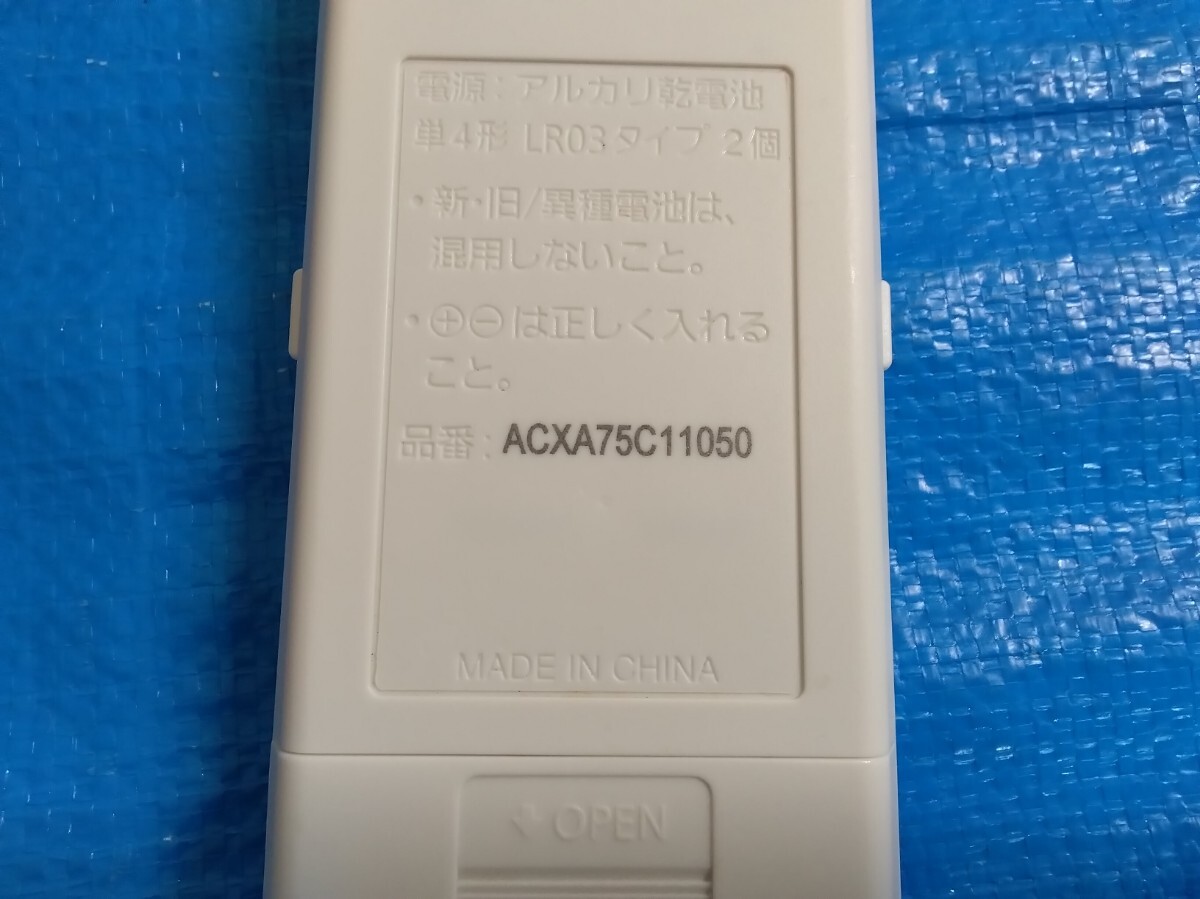 電源：アルカリ乾電池
単4形 LR03タイプ 2個
・新・旧/異種電池は、
混用しないこと。
・⊕⊖は正しく入れる
こと。
品番：ACXA75C11050
MADE IN CHINA
OPEN